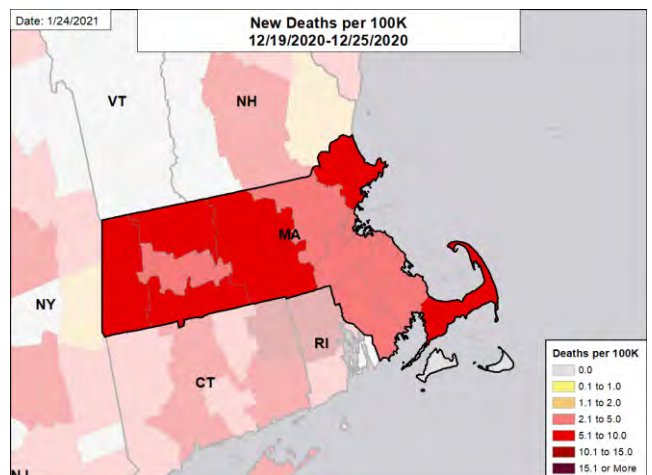 Date: 1/24/2021
New Deaths per 100K
12/19/2020-12/25/2020
VT
NH
MA
NY
RI
CT
NJ
Deaths per 100K
0.0
0.1 to 1.0
1.1 to 2.0
2.1 to 5.0
5.1 to 10.0
10.1 to 15.0
15.1 or More